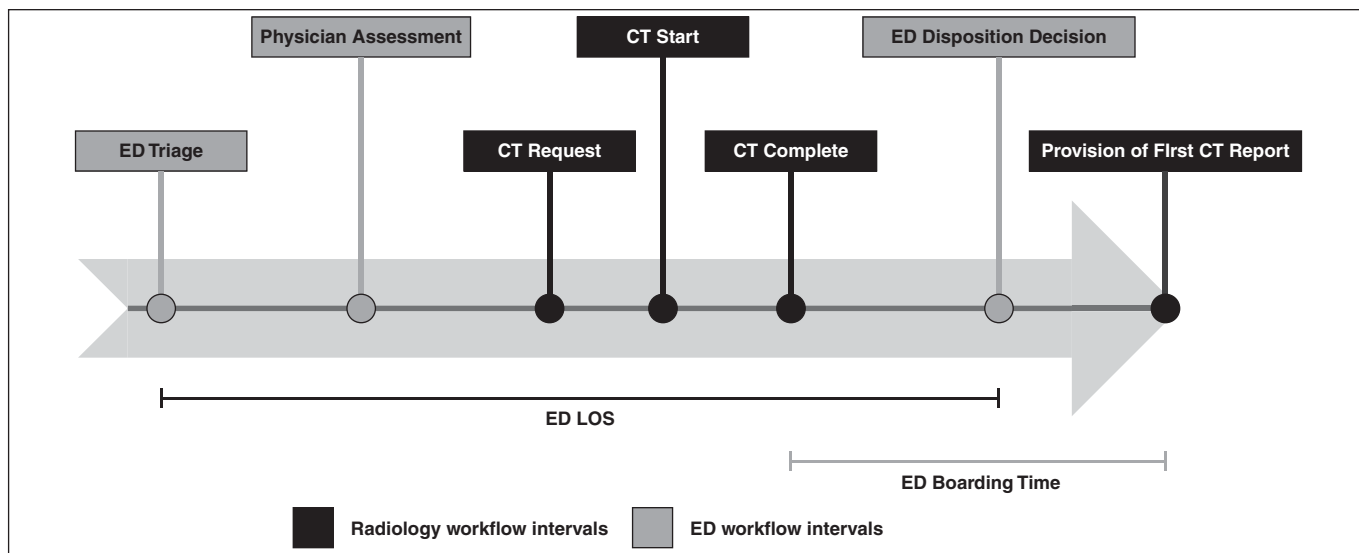 Physician Assessment
CT Start
ED Disposition Decision
ED Triage
CT Request
CT Complete
Provision of FIrst CT Report
ED LOS
ED Boarding Time
Radiology workflow intervals
ED workflow intervals